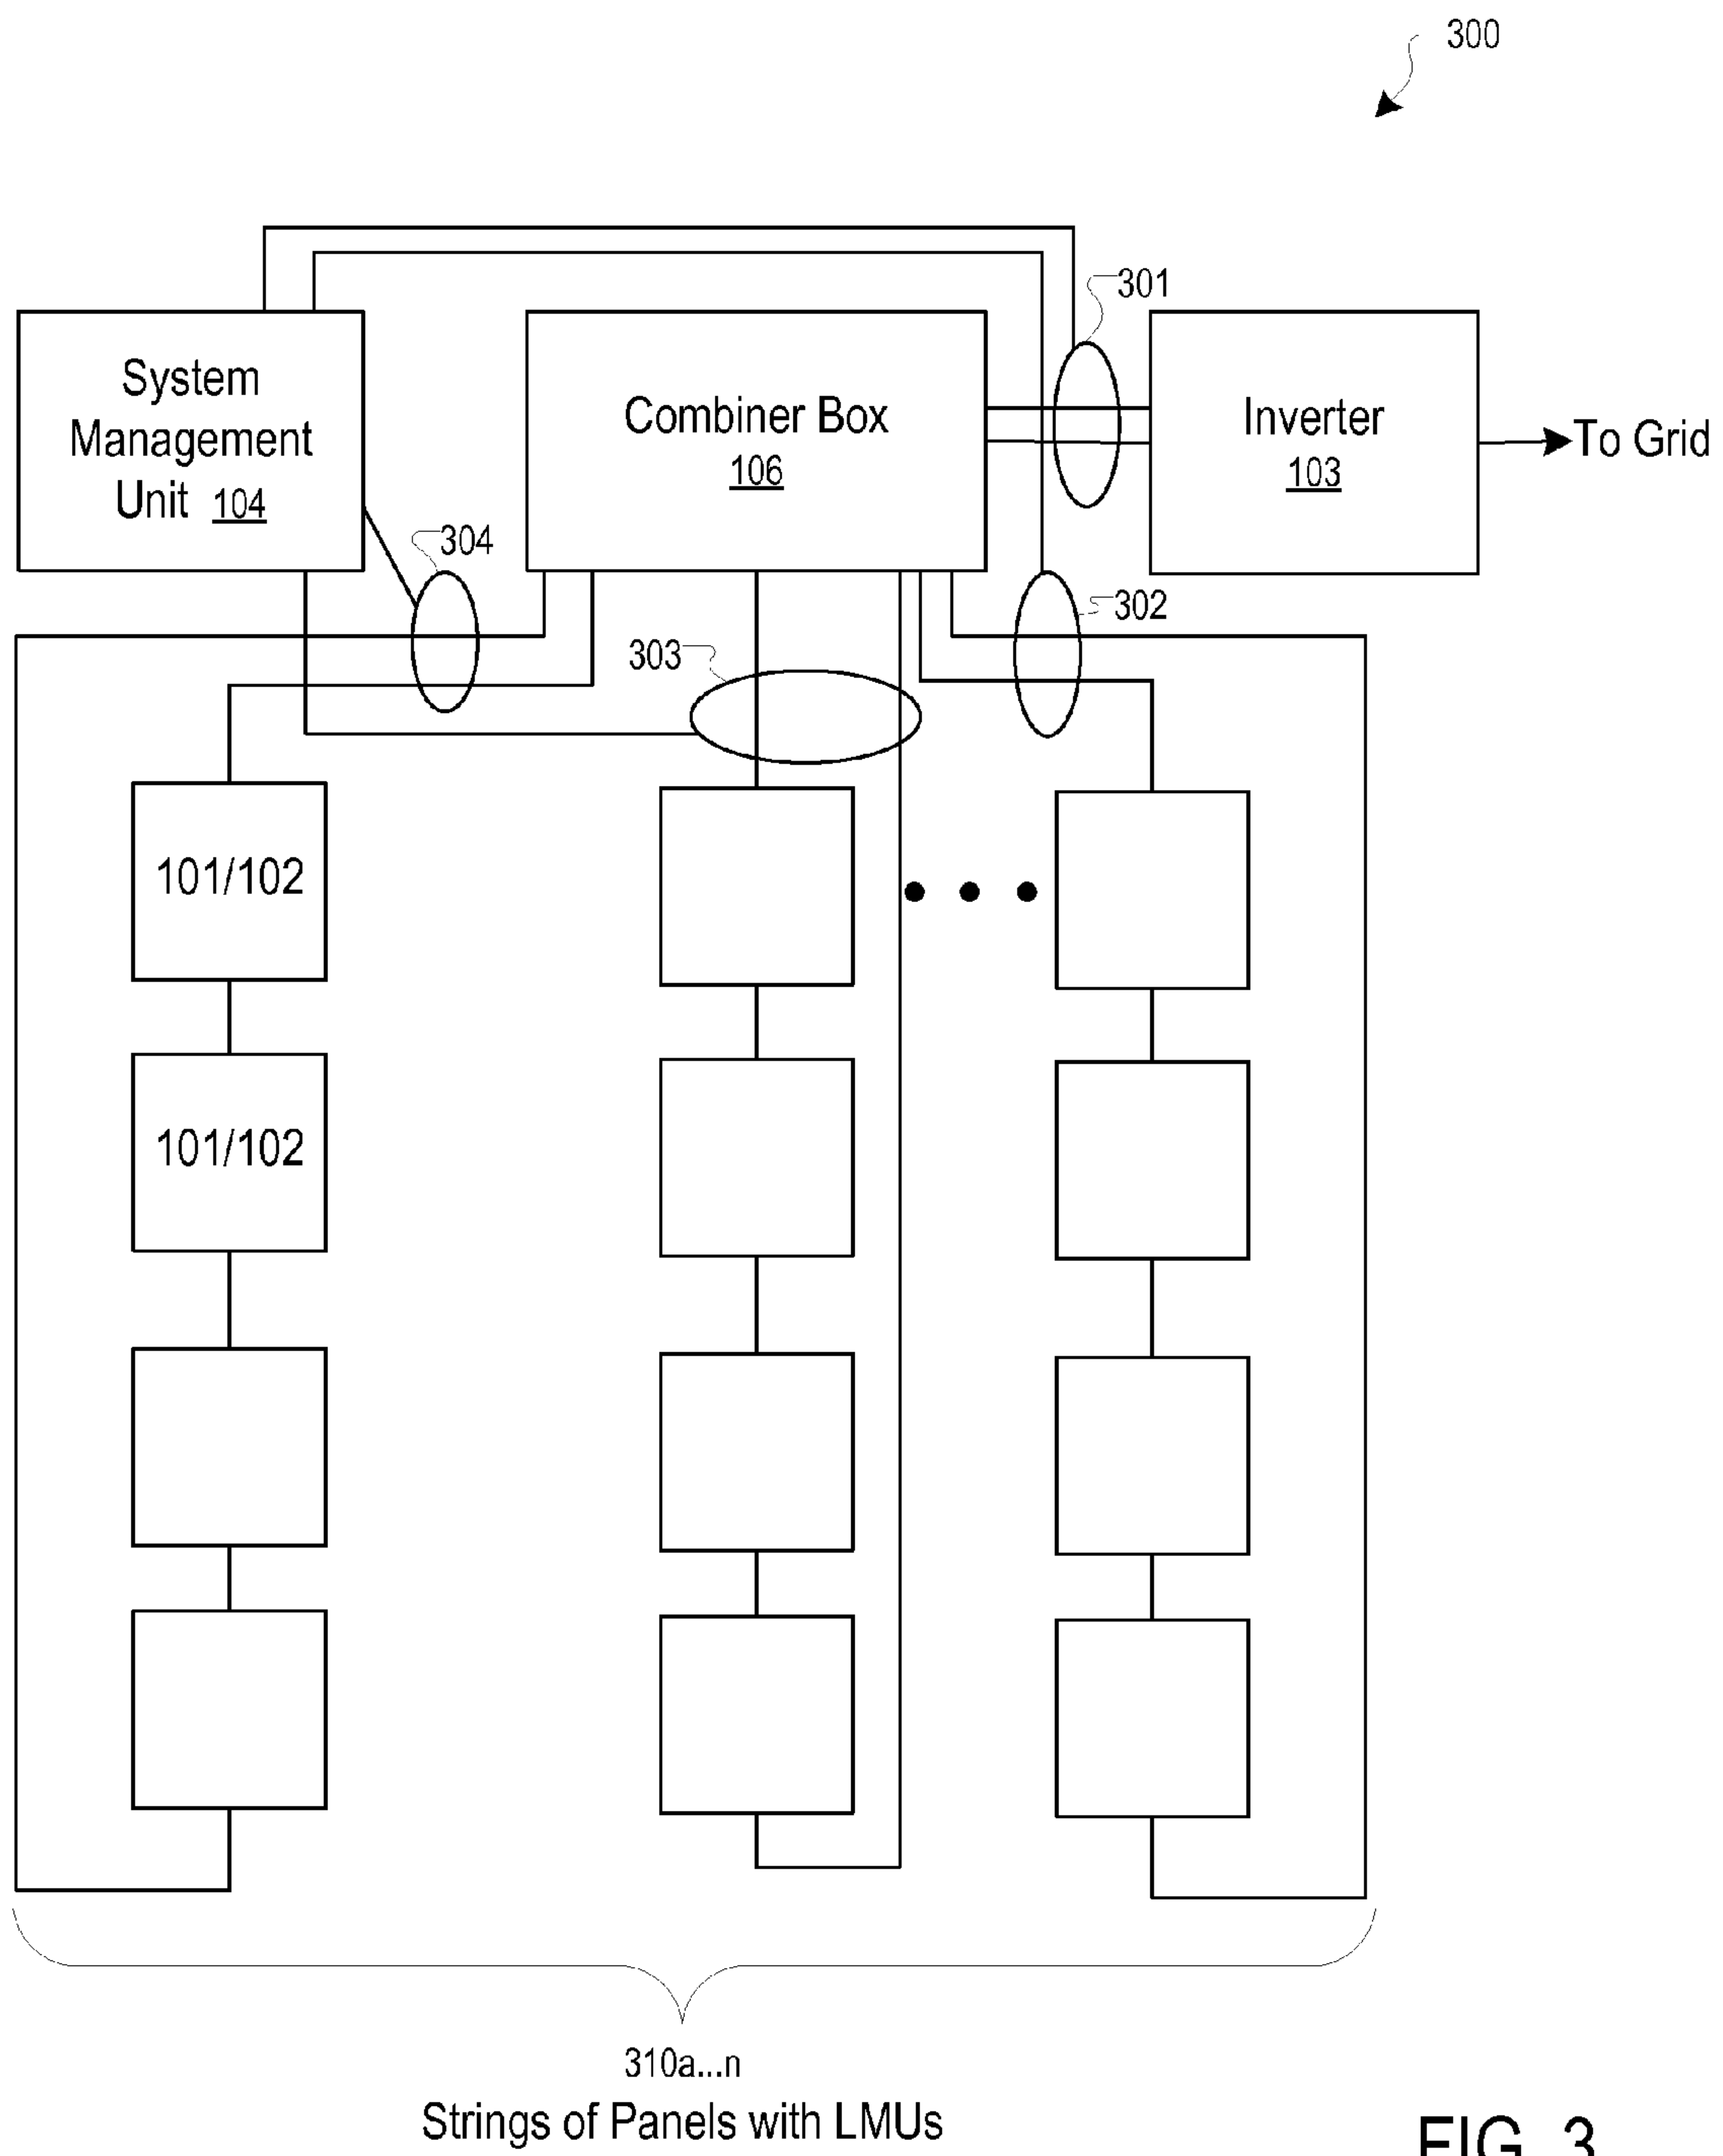 300
301
System
Management
Unit 104
Combiner Box
106
Inverter
103
To Grid
304
302
303
101/102
101/102
310a...n
Strings of Panels with LMUs
FIG. 3